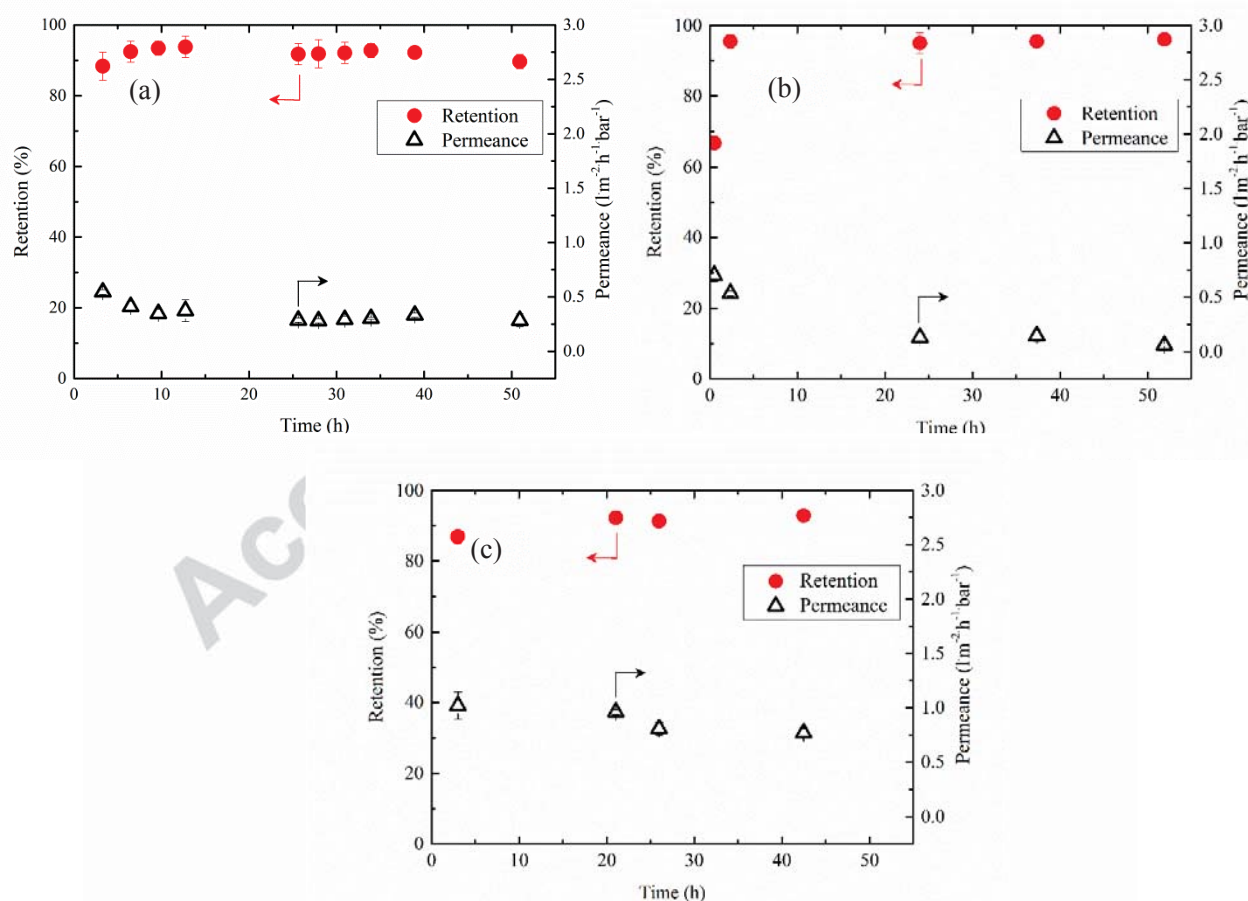 100
80
60
40
20
0
Retention (%)
(a)
Retention
Permeance
3.0
2.5
2.0
1.5
1.0
0.5
0.0
Permeance (l·m-2·h-1·bar-1)
0 10 20 30 40 50
Time (h)
100
80
60
40
20
0
Retention (%)
(b)
Retention
Permeance
3.0
2.5
2.0
1.5
1.0
0.5
0.0
Permeance (l·m-2·h-1·bar-1)
0 10 20 30 40 50
Time (h)
Acc
100
80
60
40
20
0
Retention (%)
(c)
Retention
Permeance
3.0
2.5
2.0
1.5
1.0
0.5
0.0
Permeance (l·m-2·h-1·bar-1)
0 10 20 30 40 50
Time (h)